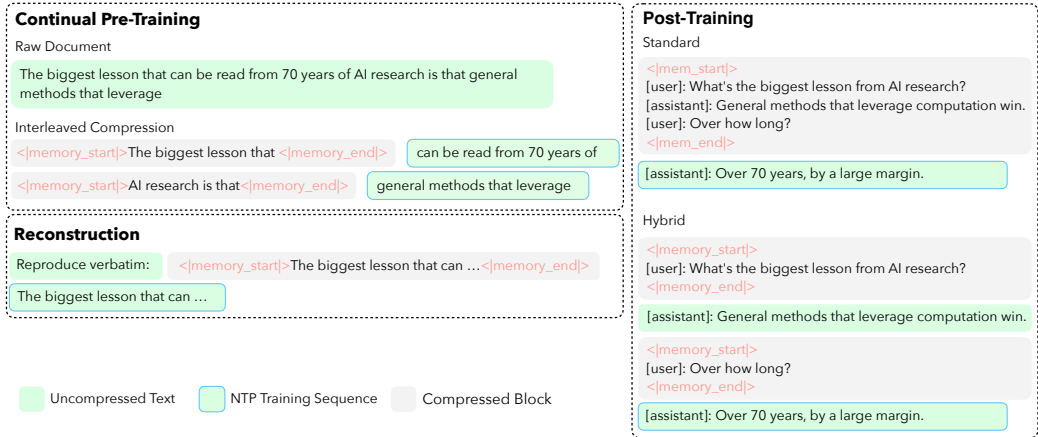 Continual Pre-Training
Raw Document
The biggest lesson that can be read from 70 years of AI research is that general
methods that leverage
Interleaved Compression
<|memory_start|>The biggest lesson that <|memory_end|> can be read from 70 years of
<|memory_start|>AI research is that<|memory_end|> general methods that leverage
Reconstruction
Reproduce verbatim: <|memory_start|>The biggest lesson that can ...<|memory_end|>
The biggest lesson that can ...
Uncompressed Text NTP Training Sequence Compressed Block
Post-Training
Standard
<|mem_start|>
[user]: What's the biggest lesson from AI research?
[assistant]: General methods that leverage computation win.
[user]: Over how long?
<|mem_end|>
[assistant]: Over 70 years, by a large margin.
Hybrid
<|memory_start|>
[user]: What's the biggest lesson from AI research?
<|memory_end|>
[assistant]: General methods that leverage computation win.
<|memory_start|>
[user]: Over how long?
<|memory_end|>
[assistant]: Over 70 years, by a large margin.